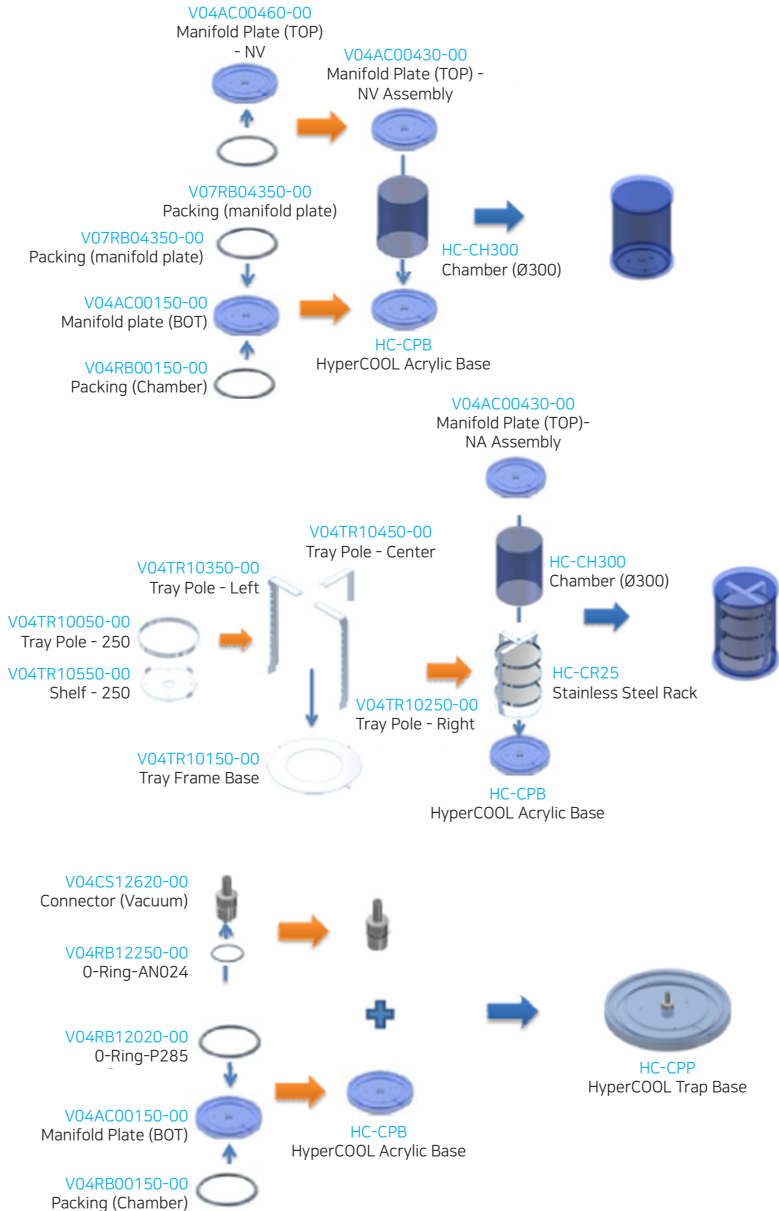 V04AC00460-00
Manifold Plate (TOP)
- NV
V04AC00430-00
Manifold Plate (TOP) -
NV Assembly
V07RB04350-00
Packing (manifold plate)
V07RB04350-00
Packing (manifold plate)
HC-CH300
Chamber (Ø300)
V04AC00150-00
Manifold plate (BOT)
HC-CPB
HyperCOOL Acrylic Base
V04RB00150-00
Packing (Chamber)
V04AC00430-00
Manifold Plate (TOP)-
NA Assembly
V04TR10450-00
Tray Pole - Center
V04TR10350-00
Tray Pole - Left
HC-CH300
Chamber (Ø300)
V04TR10050-00
Tray Pole - 250
V04TR10550-00
Shelf - 250
HC-CR25
Stainless Steel Rack
V04TR10250-00
Tray Pole - Right
V04TR10150-00
Tray Frame Base
HC-CPB
HyperCOOL Acrylic Base
V04CS12620-00
Connector (Vacuum)
V04RB12250-00
0-Ring-AN024
V04RB12020-00
0-Ring-P285
HC-CPP
HyperCOOL Trap Base
V04AC00150-00
Manifold Plate (BOT)
HC-CPB
HyperCOOL Acrylic Base
V04RB00150-00
Packing (Chamber)